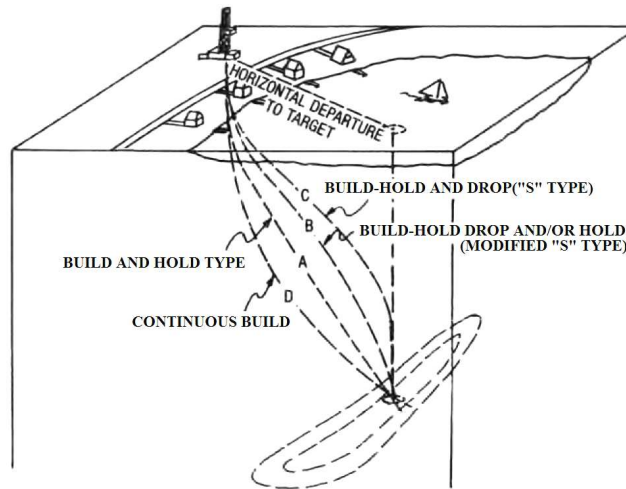 HORIZONTAL DEPARTURE
TO TARGET
C
BUILD-HOLD AND DROP("S" TYPE)
B
BUILD-HOLD DROP AND/OR HOLD
(MODIFIED "S" TYPE)
BUILD AND HOLD TYPE
A
D
CONTINUOUS BUILD